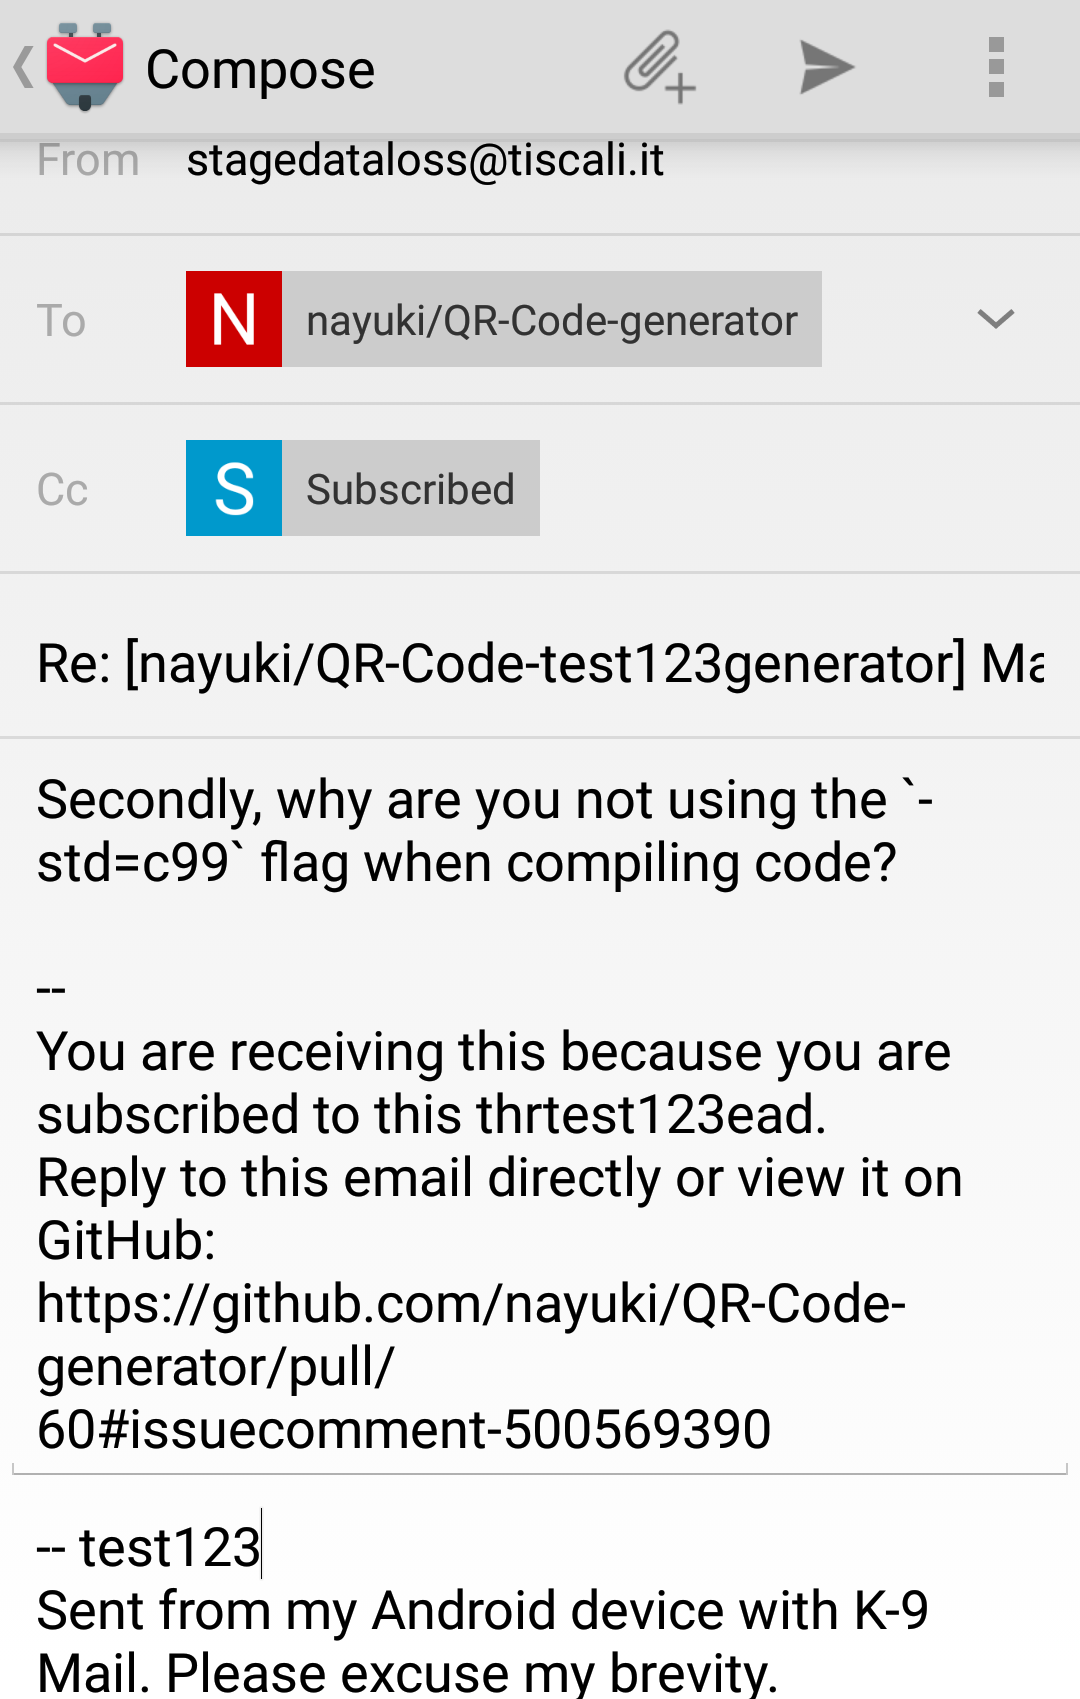 Compose
From stagedataloss@tiscali.it
To N nayuki/QR-Code-generator
Cc S Subscribed
Re: [nayuki/QR-Code-test123generator] Ma
Secondly, why are you not using the `-
std=c99` flag when compiling code?
--
You are receiving this because you are
subscribed to this thrtest123ead.
Reply to this email directly or view it on
GitHub:
https://github.com/nayuki/QR-Code-
generator/pull/
60#issuecomment-500569390
-- test123
Sent from my Android device with K-9
Mail. Please excuse my brevity.